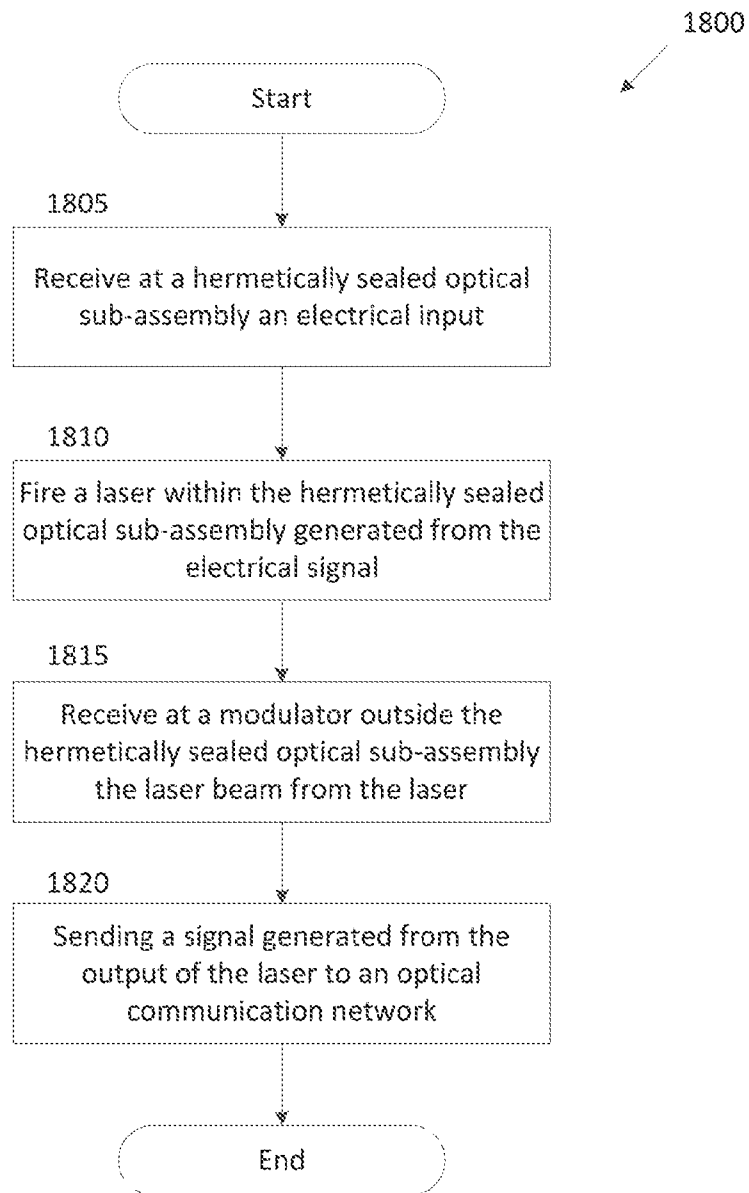 1800
Start
1805
Receive at a hermetically sealed optical
sub-assembly an electrical input
1810
Fire a laser within the hermetically sealed
optical sub-assembly generated from the
electrical signal
1815
Receive at a modulator outside the
hermetically sealed optical sub-assembly
the laser beam from the laser
1820
Sending a signal generated from the
output of the laser to an optical
communication network
End